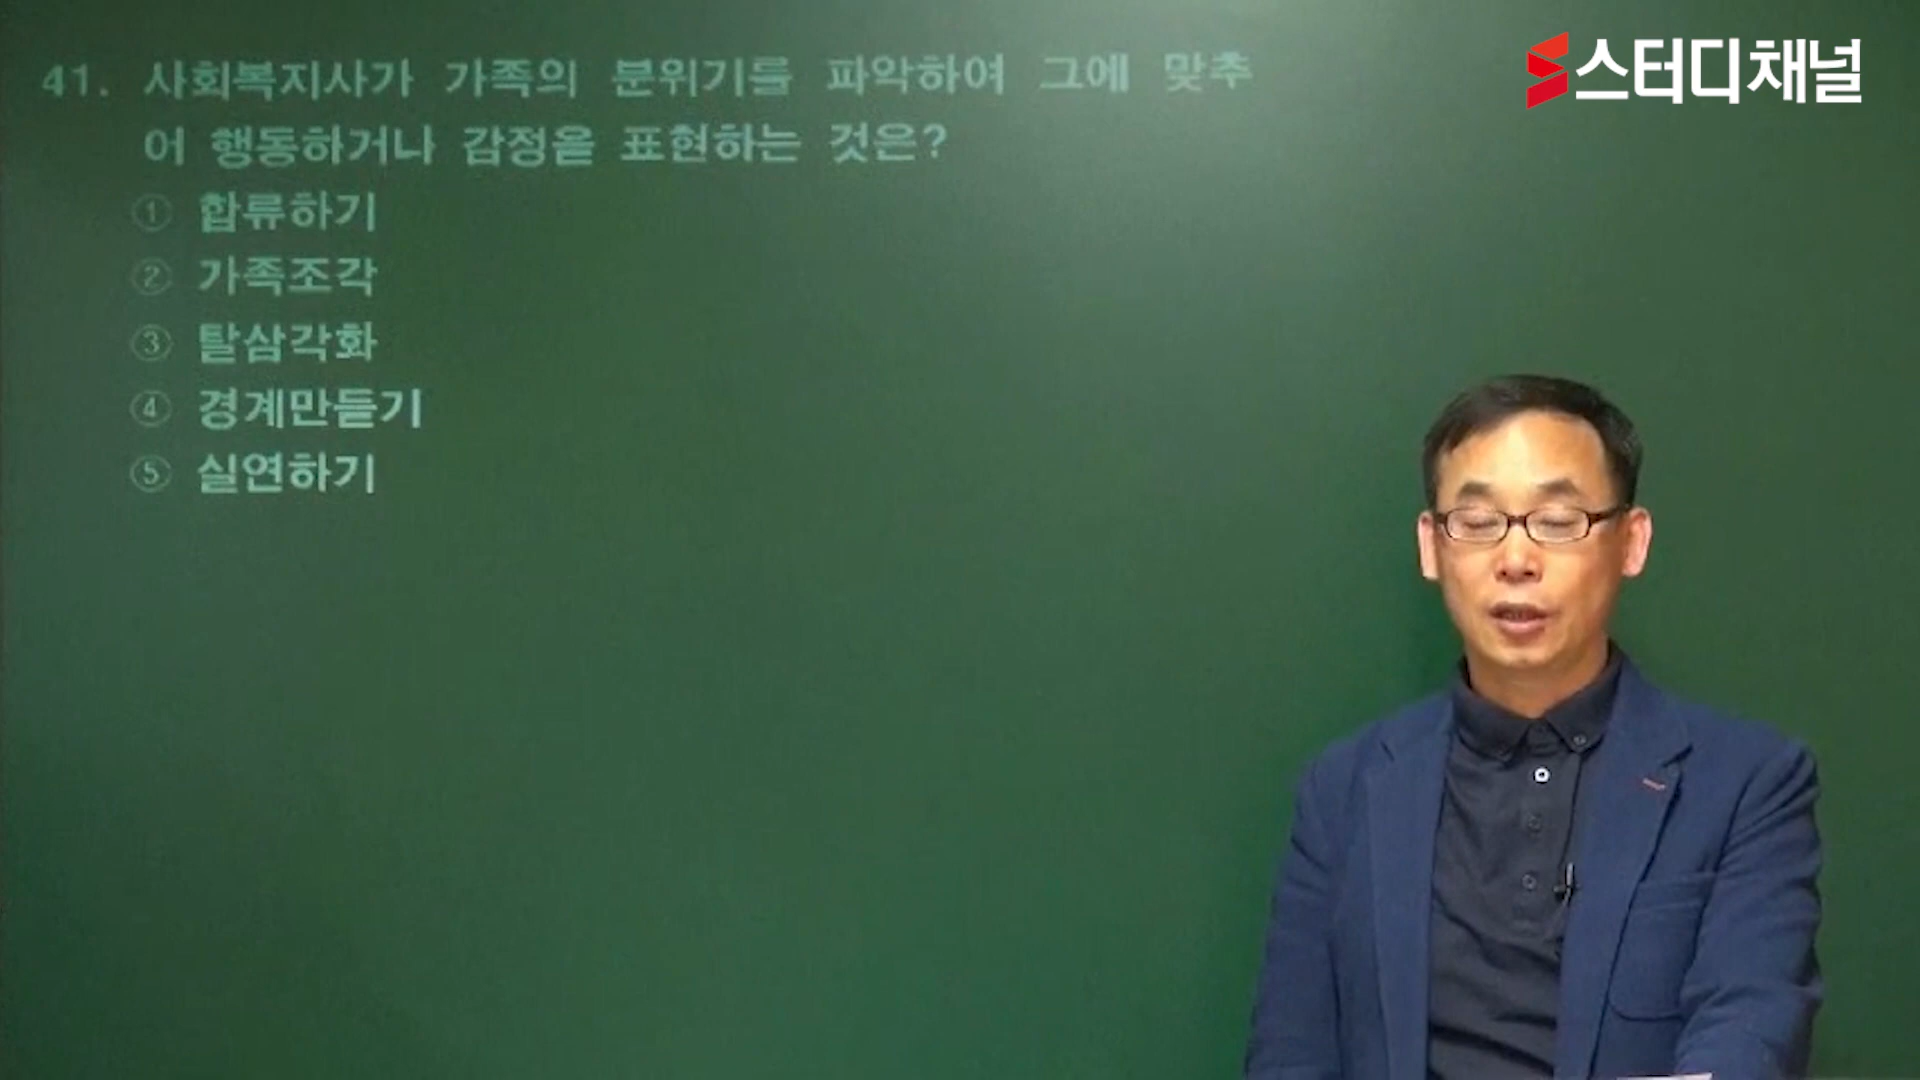 스터디채널
41. 사회복지사가 가족의 분위기를 파악하여 그에 맞추
어 행동하거나 감정을 표현하는 것은?
① 합류하기
② 가족조각
③ 탈삼각화
④ 경계만들기
⑤ 실연하기